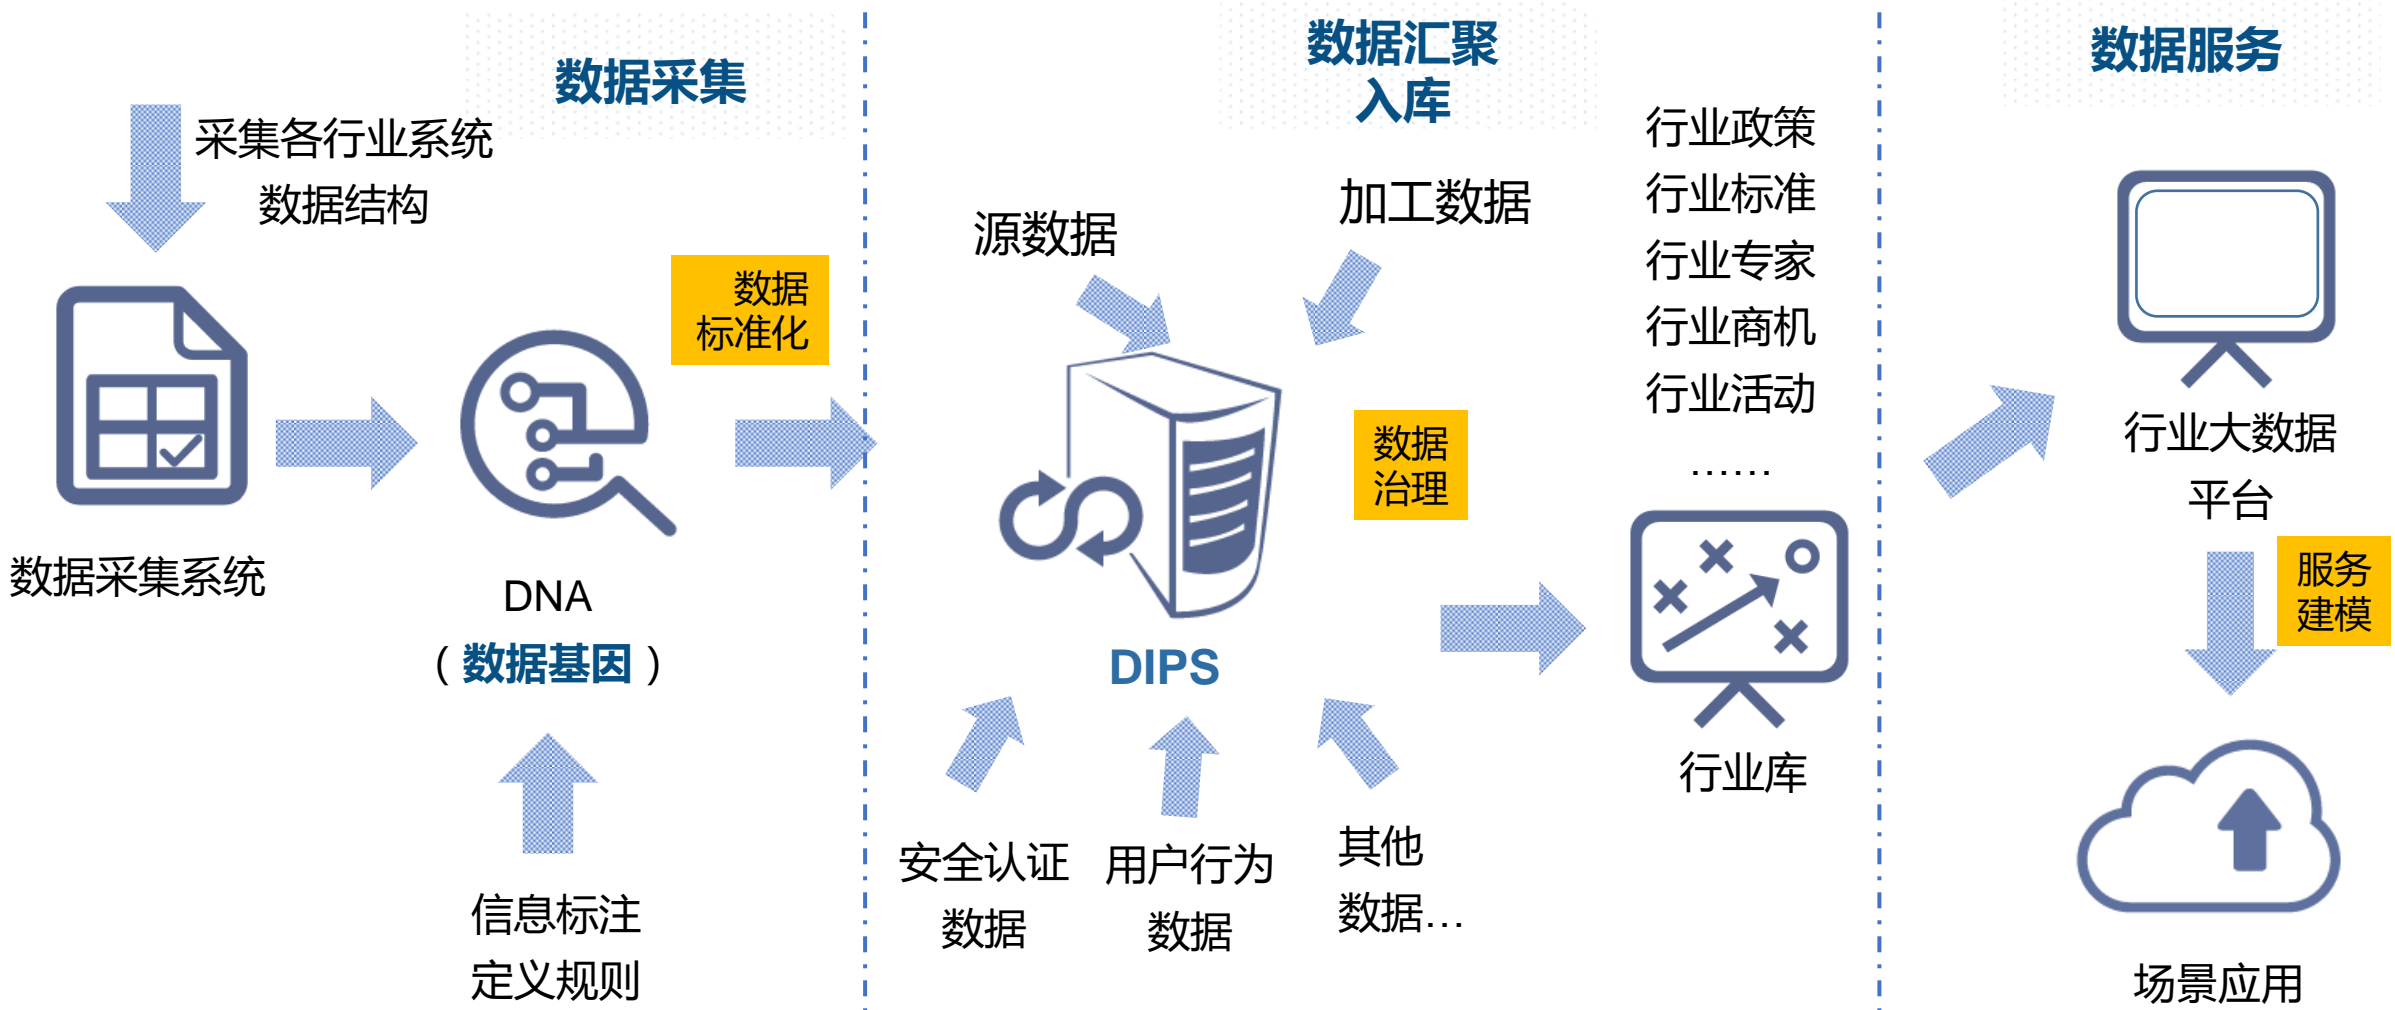 数据采集
采集各行业系统
数据结构
数据
标准化
数据采集系统
DNA
（数据基因）
信息标注
定义规则
数据汇聚
入库
源数据
加工数据
数据
治理
DIPS
安全认证
数据
用户行为
数据
其他
数据…
行业政策
行业标准
行业专家
行业商机
行业活动
……
行业库
数据服务
行业大数据
平台
服务
建模
场景应用